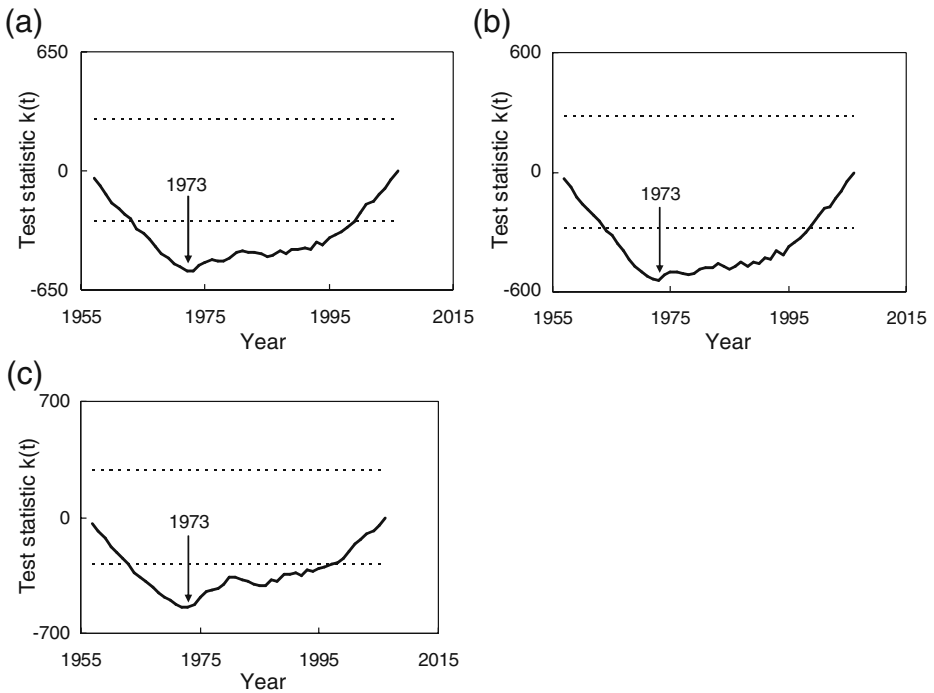 (a)
650
0
-650
Test statistic k(t)
1973
1955
1975
1995
2015
Year
(b)
600
0
-600
Test statistic k(t)
1973
1955
1975
1995
2015
Year
(c)
700
0
-700
Test statistic k(t)
1973
1955
1975
1995
2015
Year